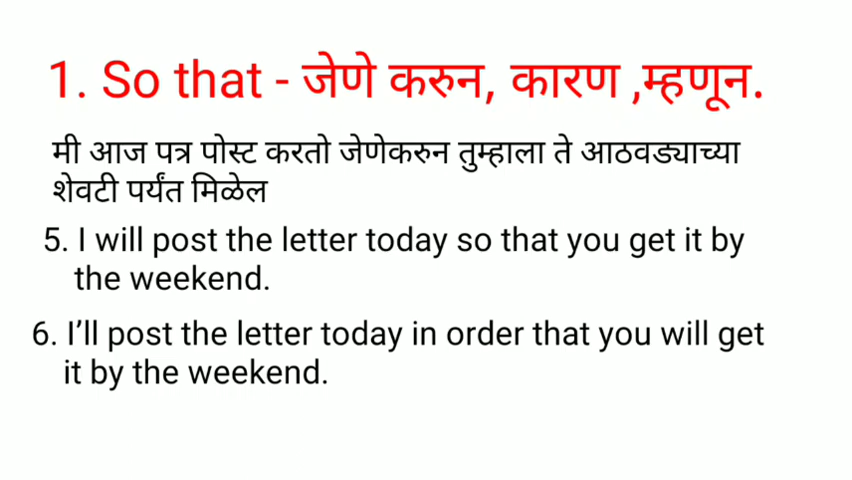 1. So that - जेणे करुन, कारण ,म्हणून.
मी आज पत्र पोस्ट करतो जेणेकरुन तुम्हाला ते आठवड्याच्या
शेवटी पर्यंत मिळेल
5. I will post the letter today so that you get it by
the weekend.
6. I’ll post the letter today in order that you will get
it by the weekend.